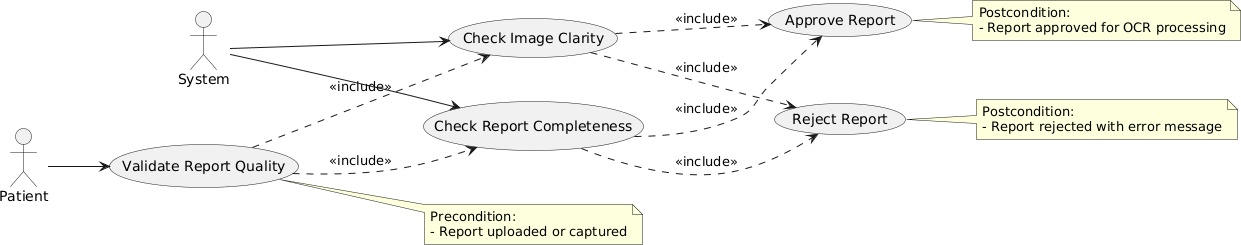 Patient
System
Validate Report Quality
Check Image Clarity
Check Report Completeness
Approve Report
Reject Report
«include»
«include»
«include»
«include»
«include»
«include»
Precondition:
- Report uploaded or captured
Postcondition:
- Report approved for OCR processing
Postcondition:
- Report rejected with error message